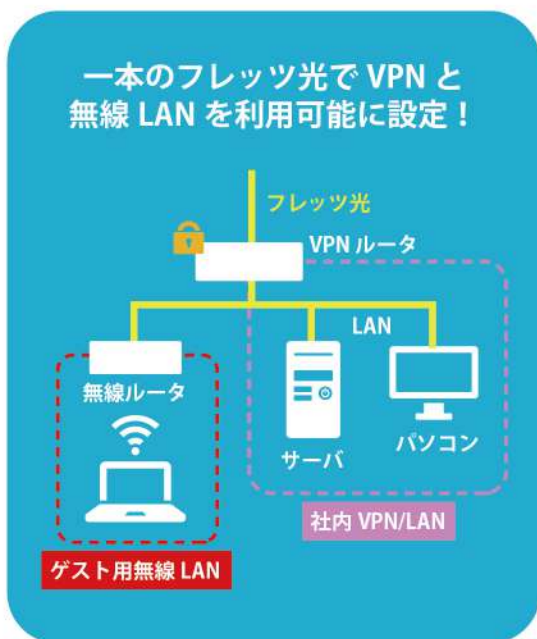 一本のフレッツ光で VPN と
無線 LAN を利用可能に設定！
フレッツ光
VPN ルータ
LAN
無線ルータ
サーバ
パソコン
社内 VPN/LAN
ゲスト用無線 LAN